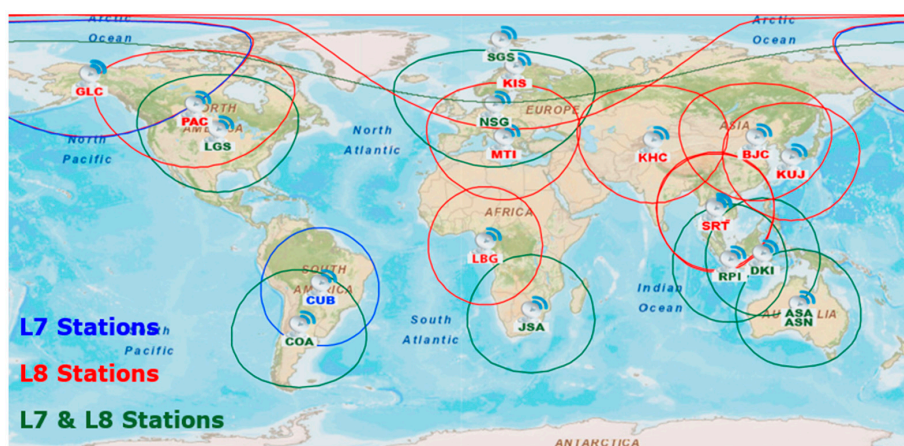 Arctic
Ocean
Arctic
Ocean
SGS
GLC
KIS
NORTH
AMERICA
PAC
LGS
NSG
EUROPE
ASIA
North
Pacific
North
Atlantic
MTI
KHC
BJC
KUJ
AFRICA
SRT
LBG
RPI
DKI
SOUTH
AMERICA
CUB
Indian
Ocean
ASA
ASN
JSA
COA
South
Atlantic
Pacific
L7 Stations
L8 Stations
L7 & L8 Stations
ANTARCTICA